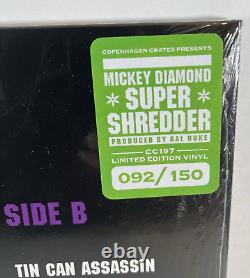 COPENHAGEN CRATES PRESENTS
MICKEY DIAMOND
SUPER
SHREDDER
PRODUCED BY RAL DUKE
CC197
LIMITED EDITION VINYL
092/150
SIDE B
TIN CAN ASSASSIN